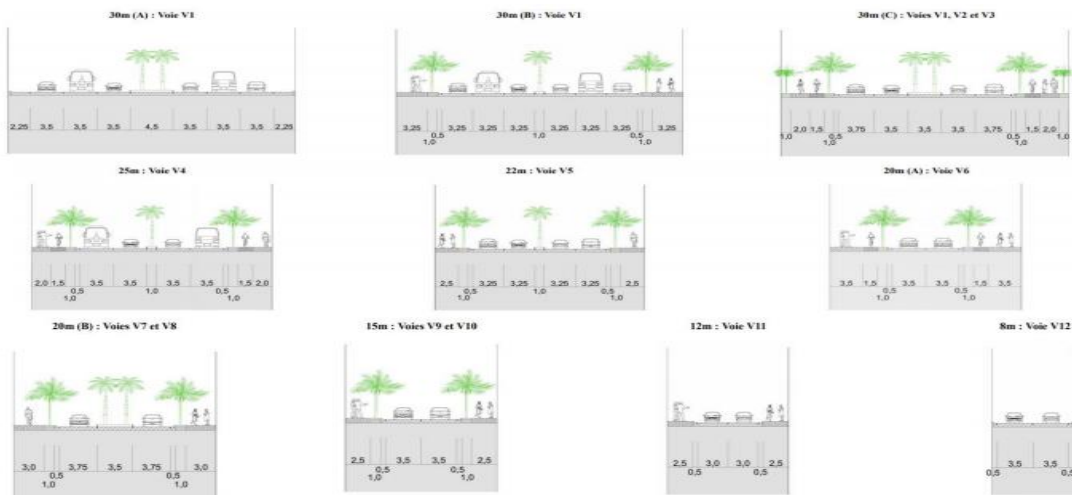 30m (A) : Voie V1
30m (B) : Voie V1
30m (C) : Voies V1, V2 et V3
2,25 3,5 3,5 3,5 4,5 3,5 3,5 3,5 2,25
3,25 0,5 3,25 3,25 3,25 1,0 3,25 3,25 3,25 0,5 3,25
1,0 1,0
2,0 1,5 0,5 3,75 3,5 3,5 3,5 3,75 0,5 1,5 2,0
1,0 1,0 1,0 1,0
25m : Voie V4
22m : Voie V5
20m (A) : Voie V6
2,0 1,5 0,5 3,5 3,5 1,0 3,5 3,5 0,5 1,5 2,0
1,0 1,0
2,5 0,5 3,25 3,25 1,0 3,25 3,25 0,5 2,5
1,0 1,0
3,5 1,5 0,5 3,5 3,5 0,5 1,5 3,5
1,0 1,0
20m (B) : Voies V7 et V8
15m : Voies V9 et V10
12m : Voie V11
8m : Voie V12
3,0 0,5 3,75 3,5 3,75 0,5 3,0
1,0 1,0
2,5 0,5 3,5 3,5 0,5 2,5
1,0 1,0
2,5 0,5 3,0 3,0 0,5 2,5
0,5 3,5 3,5 0,5